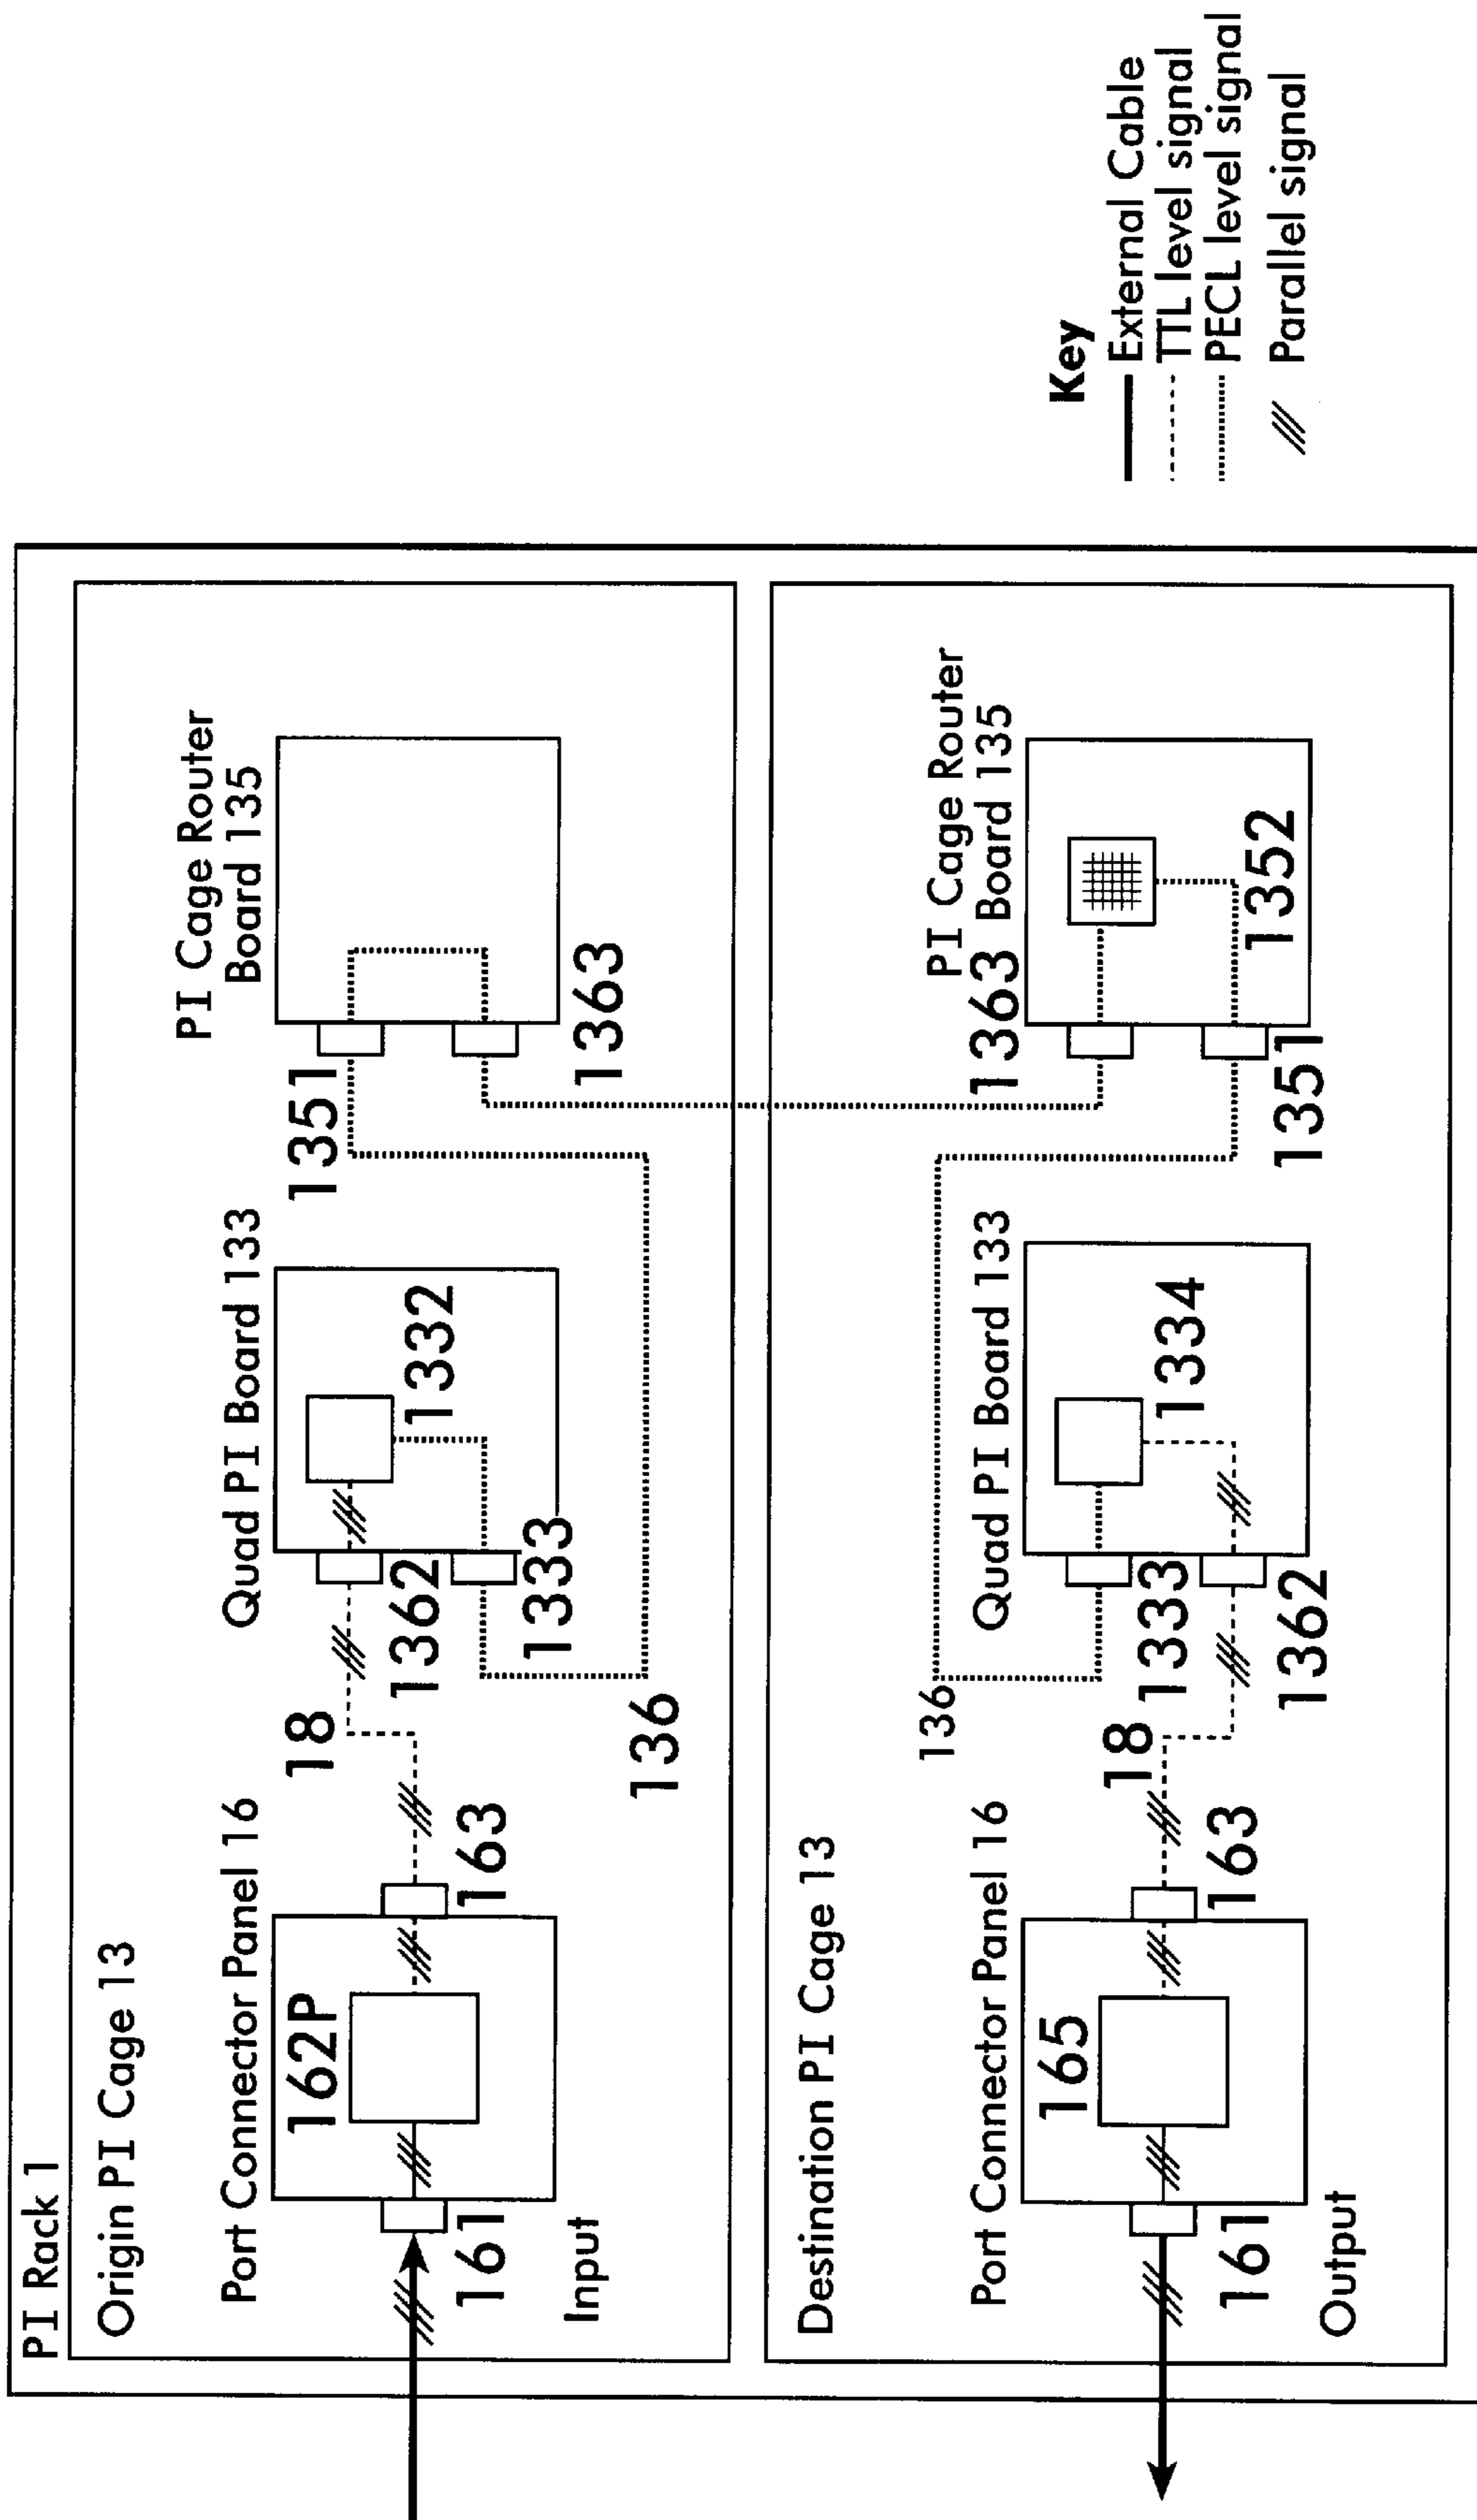 PI Rack 1
Origin PI Cage 13
Port Connector Panel 16
162P
161
163
Input
18
Quad PI Board 133
1362
1332
1333
136
PI Cage Router
Board 135
1351
1363
Destination PI Cage 13
Port Connector Panel 16
165
161
163
Output
136
18
Quad PI Board 133
1333
1334
1362
PI Cage Router
Board 135
1363
1352
1351
Key
External Cable
TTL level signal
PECL level signal
Parallel signal